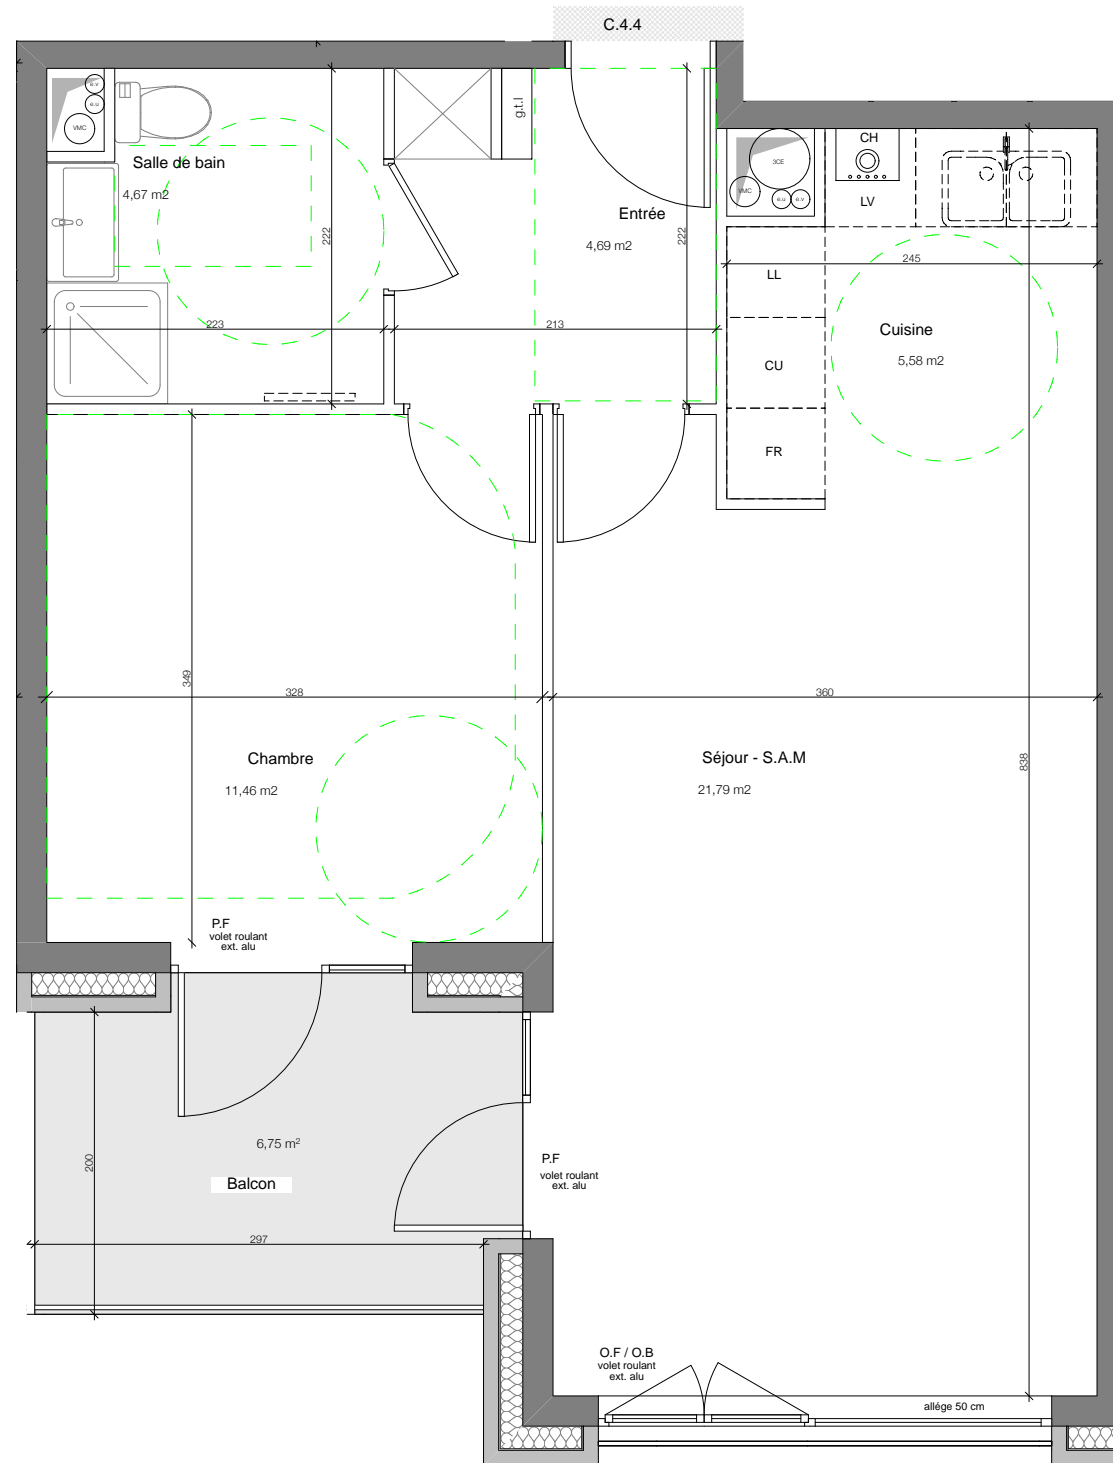 C.4.4
g.t.l
e.v
e.u
VMC
Salle de bain
4,67 m2
222
223
Entrée
4,69 m2
222
213
3CE
VMC
e.u
e.v
CH
LV
LL
CU
FR
245
Cuisine
5,58 m2
349
328
360
838
Chambre
11,46 m2
Séjour - S.A.M
21,79 m2
P.F
volet roulant
ext. alu
6,75 m²
Balcon
200
297
P.F
volet roulant
ext. alu
O.F / O.B
volet roulant
ext. alu
allége 50 cm